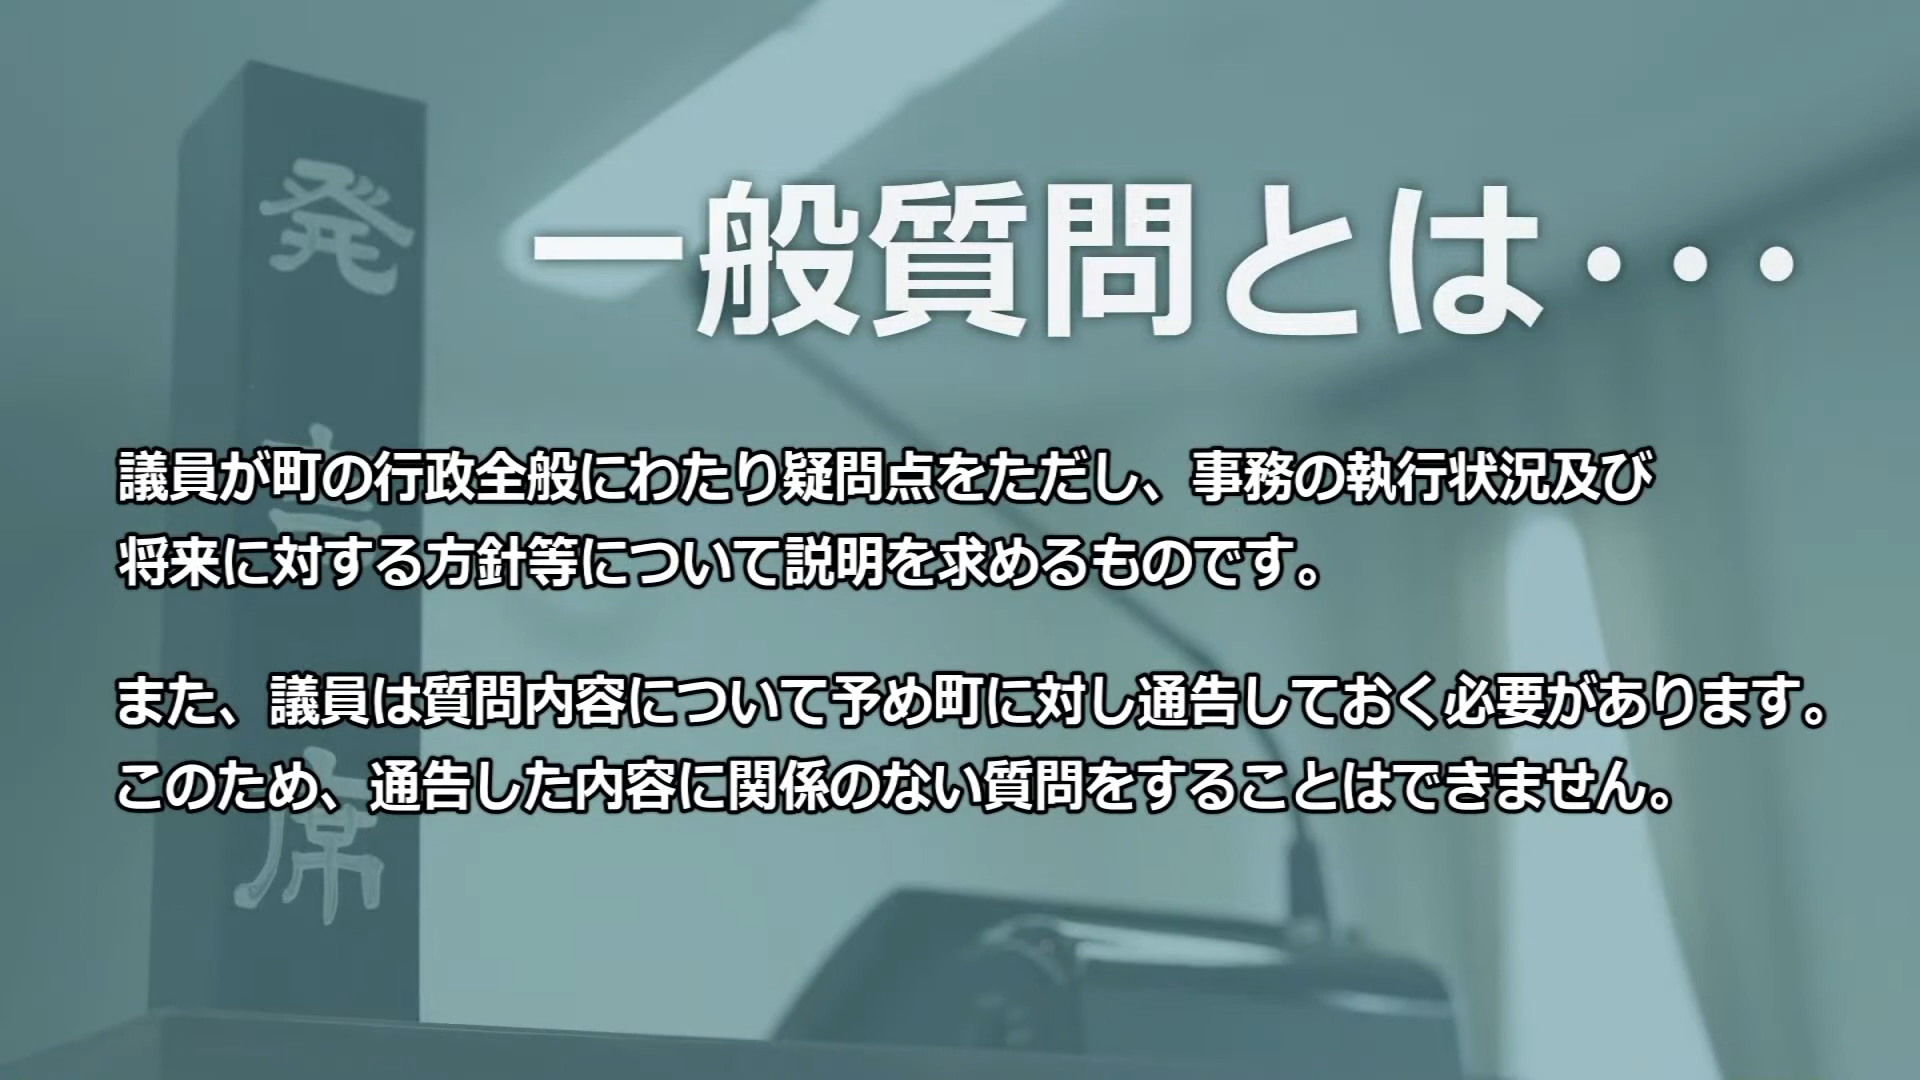 一般質問とは・・・
議員が町の行政全般にわたり疑問点をただし、事務の執行状況及び
将来に対する方針等について説明を求めるものです。
また、議員は質問内容について予め町に対し通告しておく必要があります。
このため、通告した内容に関係のない質問をすることはできません。
発言席